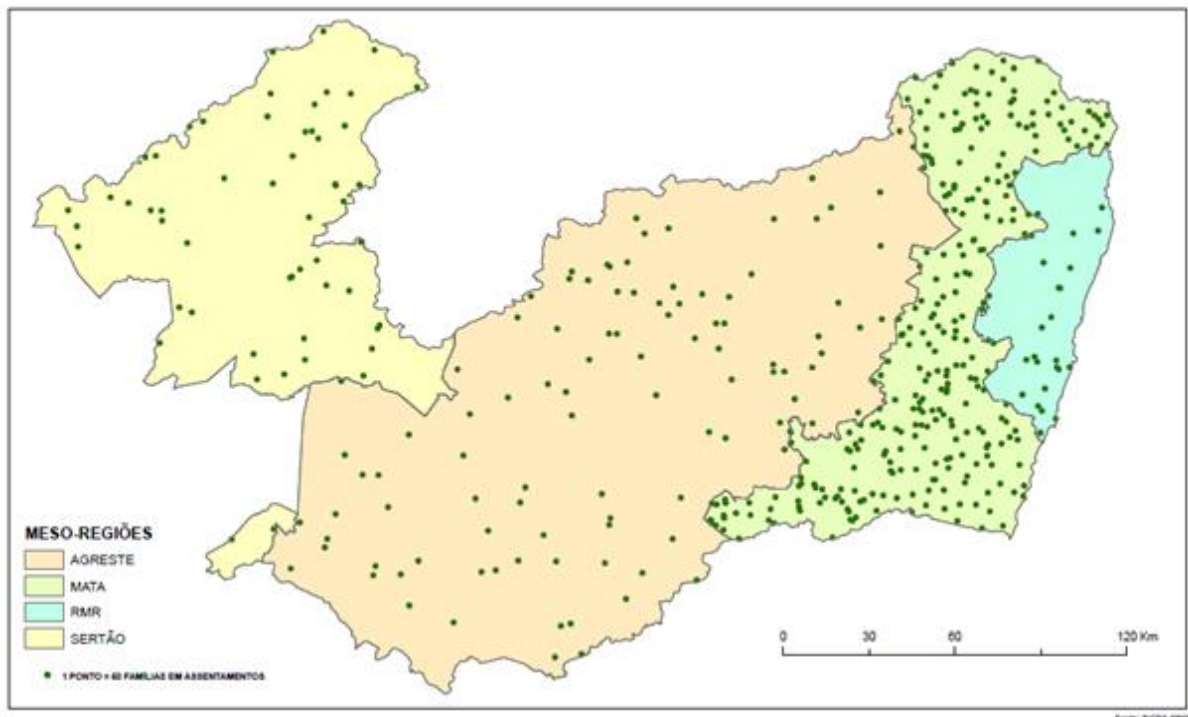 MESO-REGIÕES
AGRESTE
MATA
RMR
SERTÃO
1 PONTO = 60 FAMÍLIAS EM ASSENTAMENTOS
0 30 60 120 Km